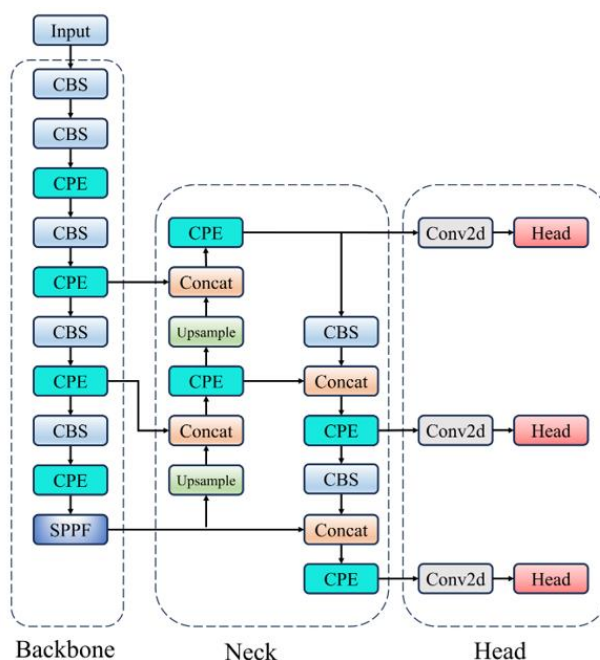 Input
CBS
CBS
CPE
CBS
CPE
CBS
CPE
CBS
CPE
SPPF
Backbone
CPE
Concat
Upsample
CPE
Concat
Upsample
CBS
Concat
CPE
CBS
Concat
CPE
Neck
Conv2d
Head
Conv2d
Head
Conv2d
Head
Head